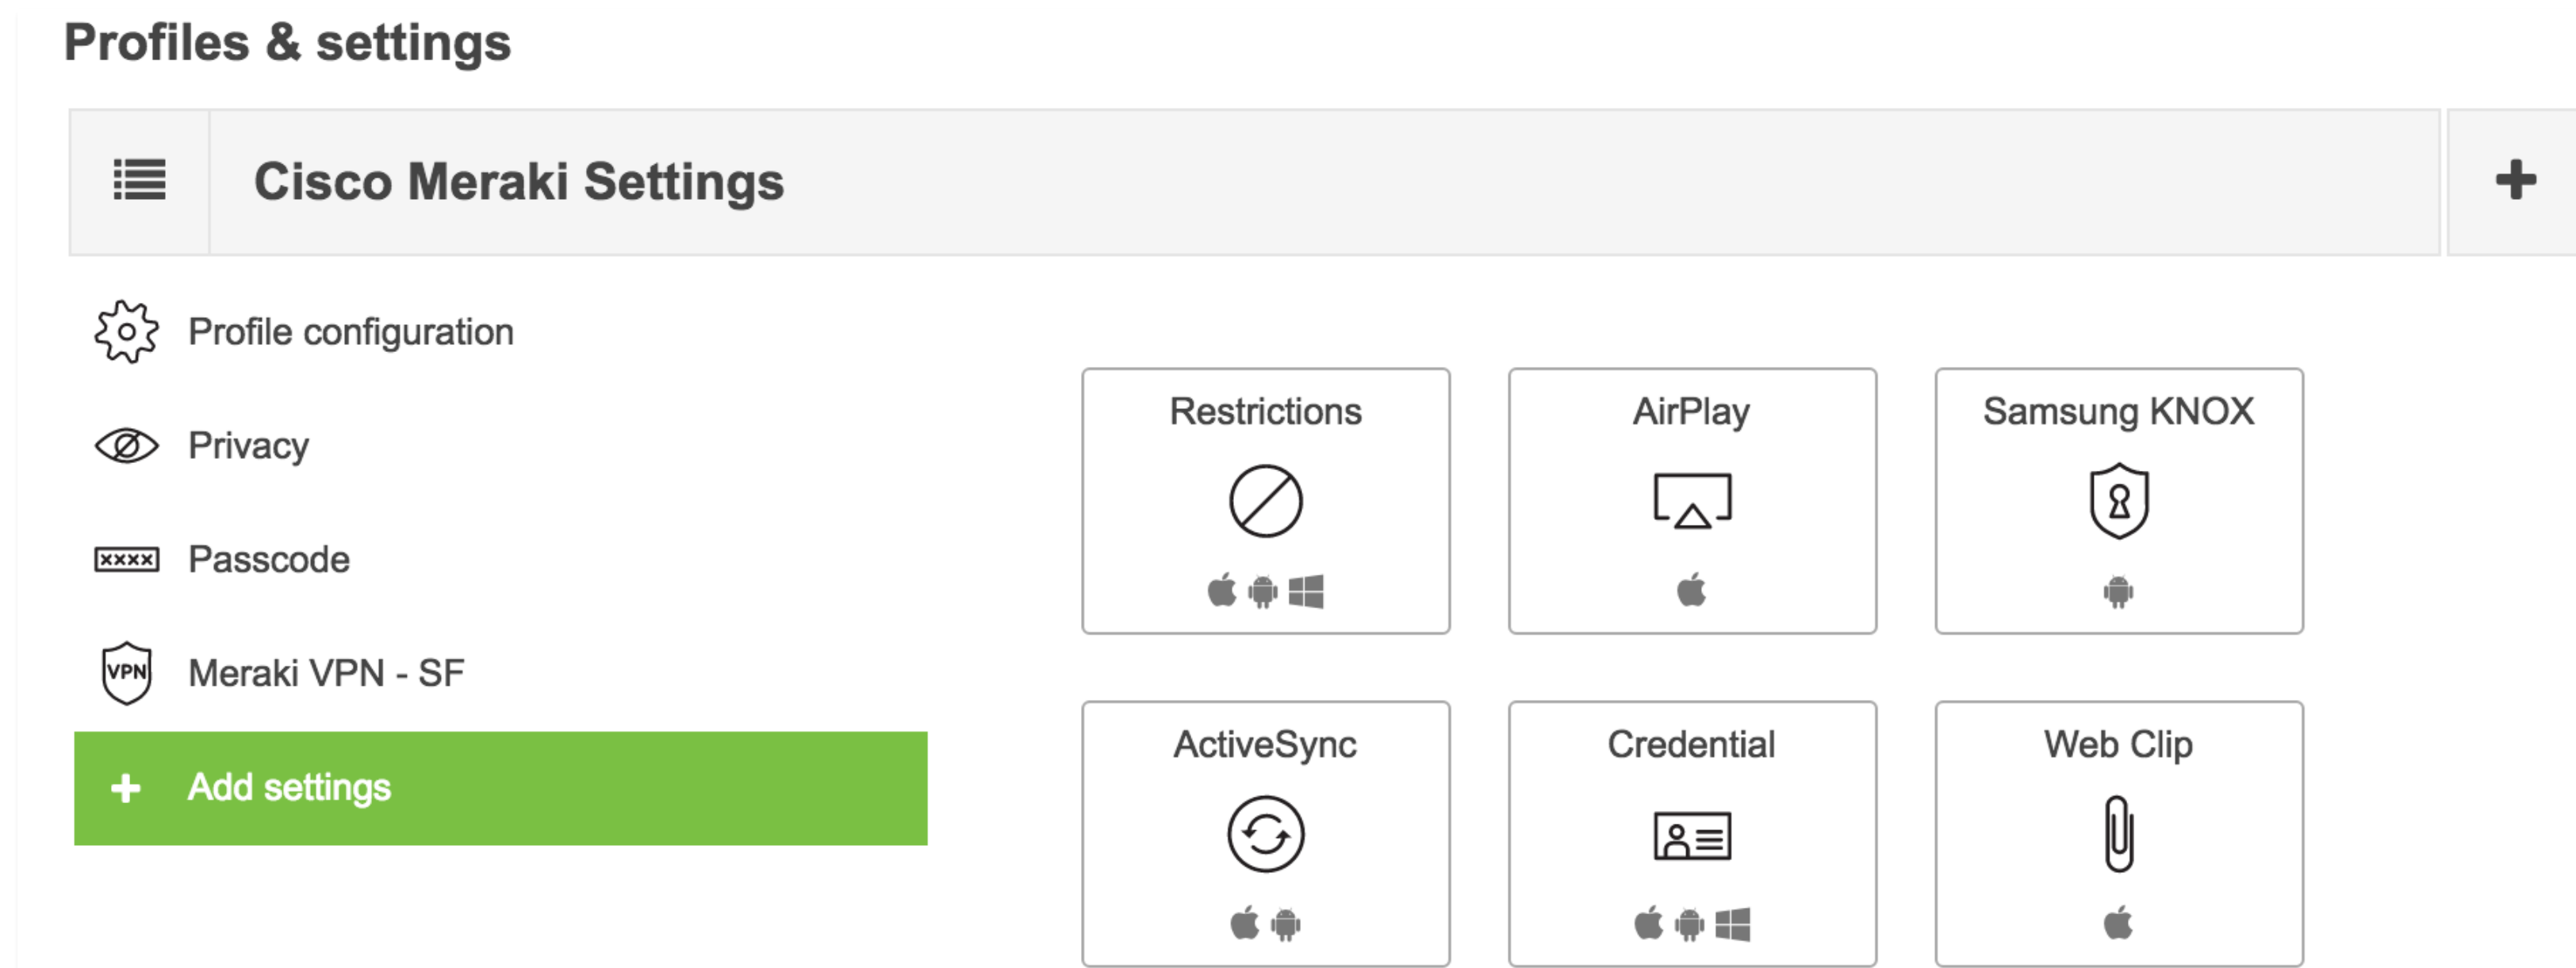 Profiles & settings
Cisco Meraki Settings
Profile configuration
Privacy
xxxx Passcode
VPN Meraki VPN - SF
Add settings
Restrictions
AirPlay
Samsung KNOX
ActiveSync
Credential
Web Clip